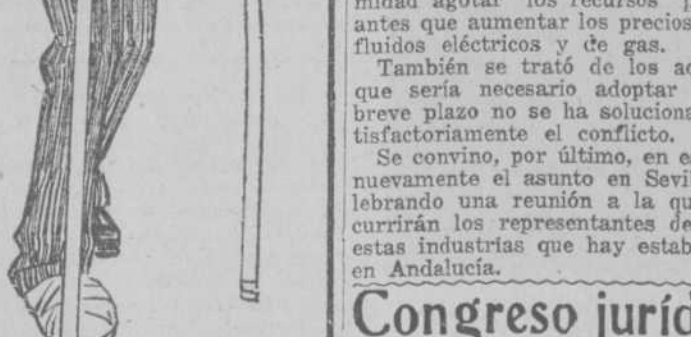 midad agotar los recursos
antes que aumentar los precios
fluidos eléctricos y de gas.
También se trató de los ac
que sería necesario adoptar
breve plazo no se ha soluciona
tisfactoriamente el conflicto.
Se convino, por último, en e
nuevamente el asunto en Sevil
lebrando una reunión a la qu
currirán los representantes de
estas industrias que hay estab
en Andalucía.
Congreso juríd